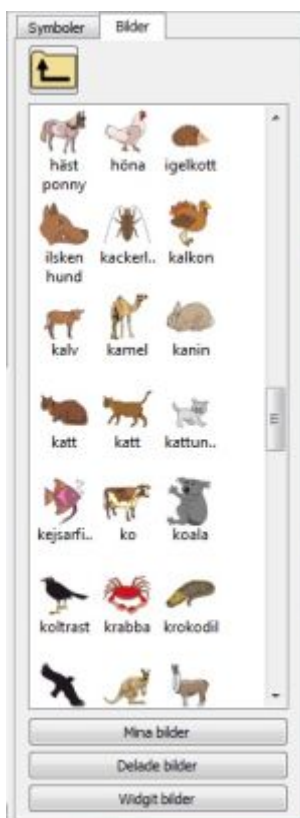 Symboler Bilder
häst ponny höna igelkott
ilsken hund kackerl.. kalkon
kalv kamel kanin
katt katt kattun..
kejsarfi.. ko koala
koltrast krabba krokodil
Mina bilder
Delade bilder
Widgit bilder